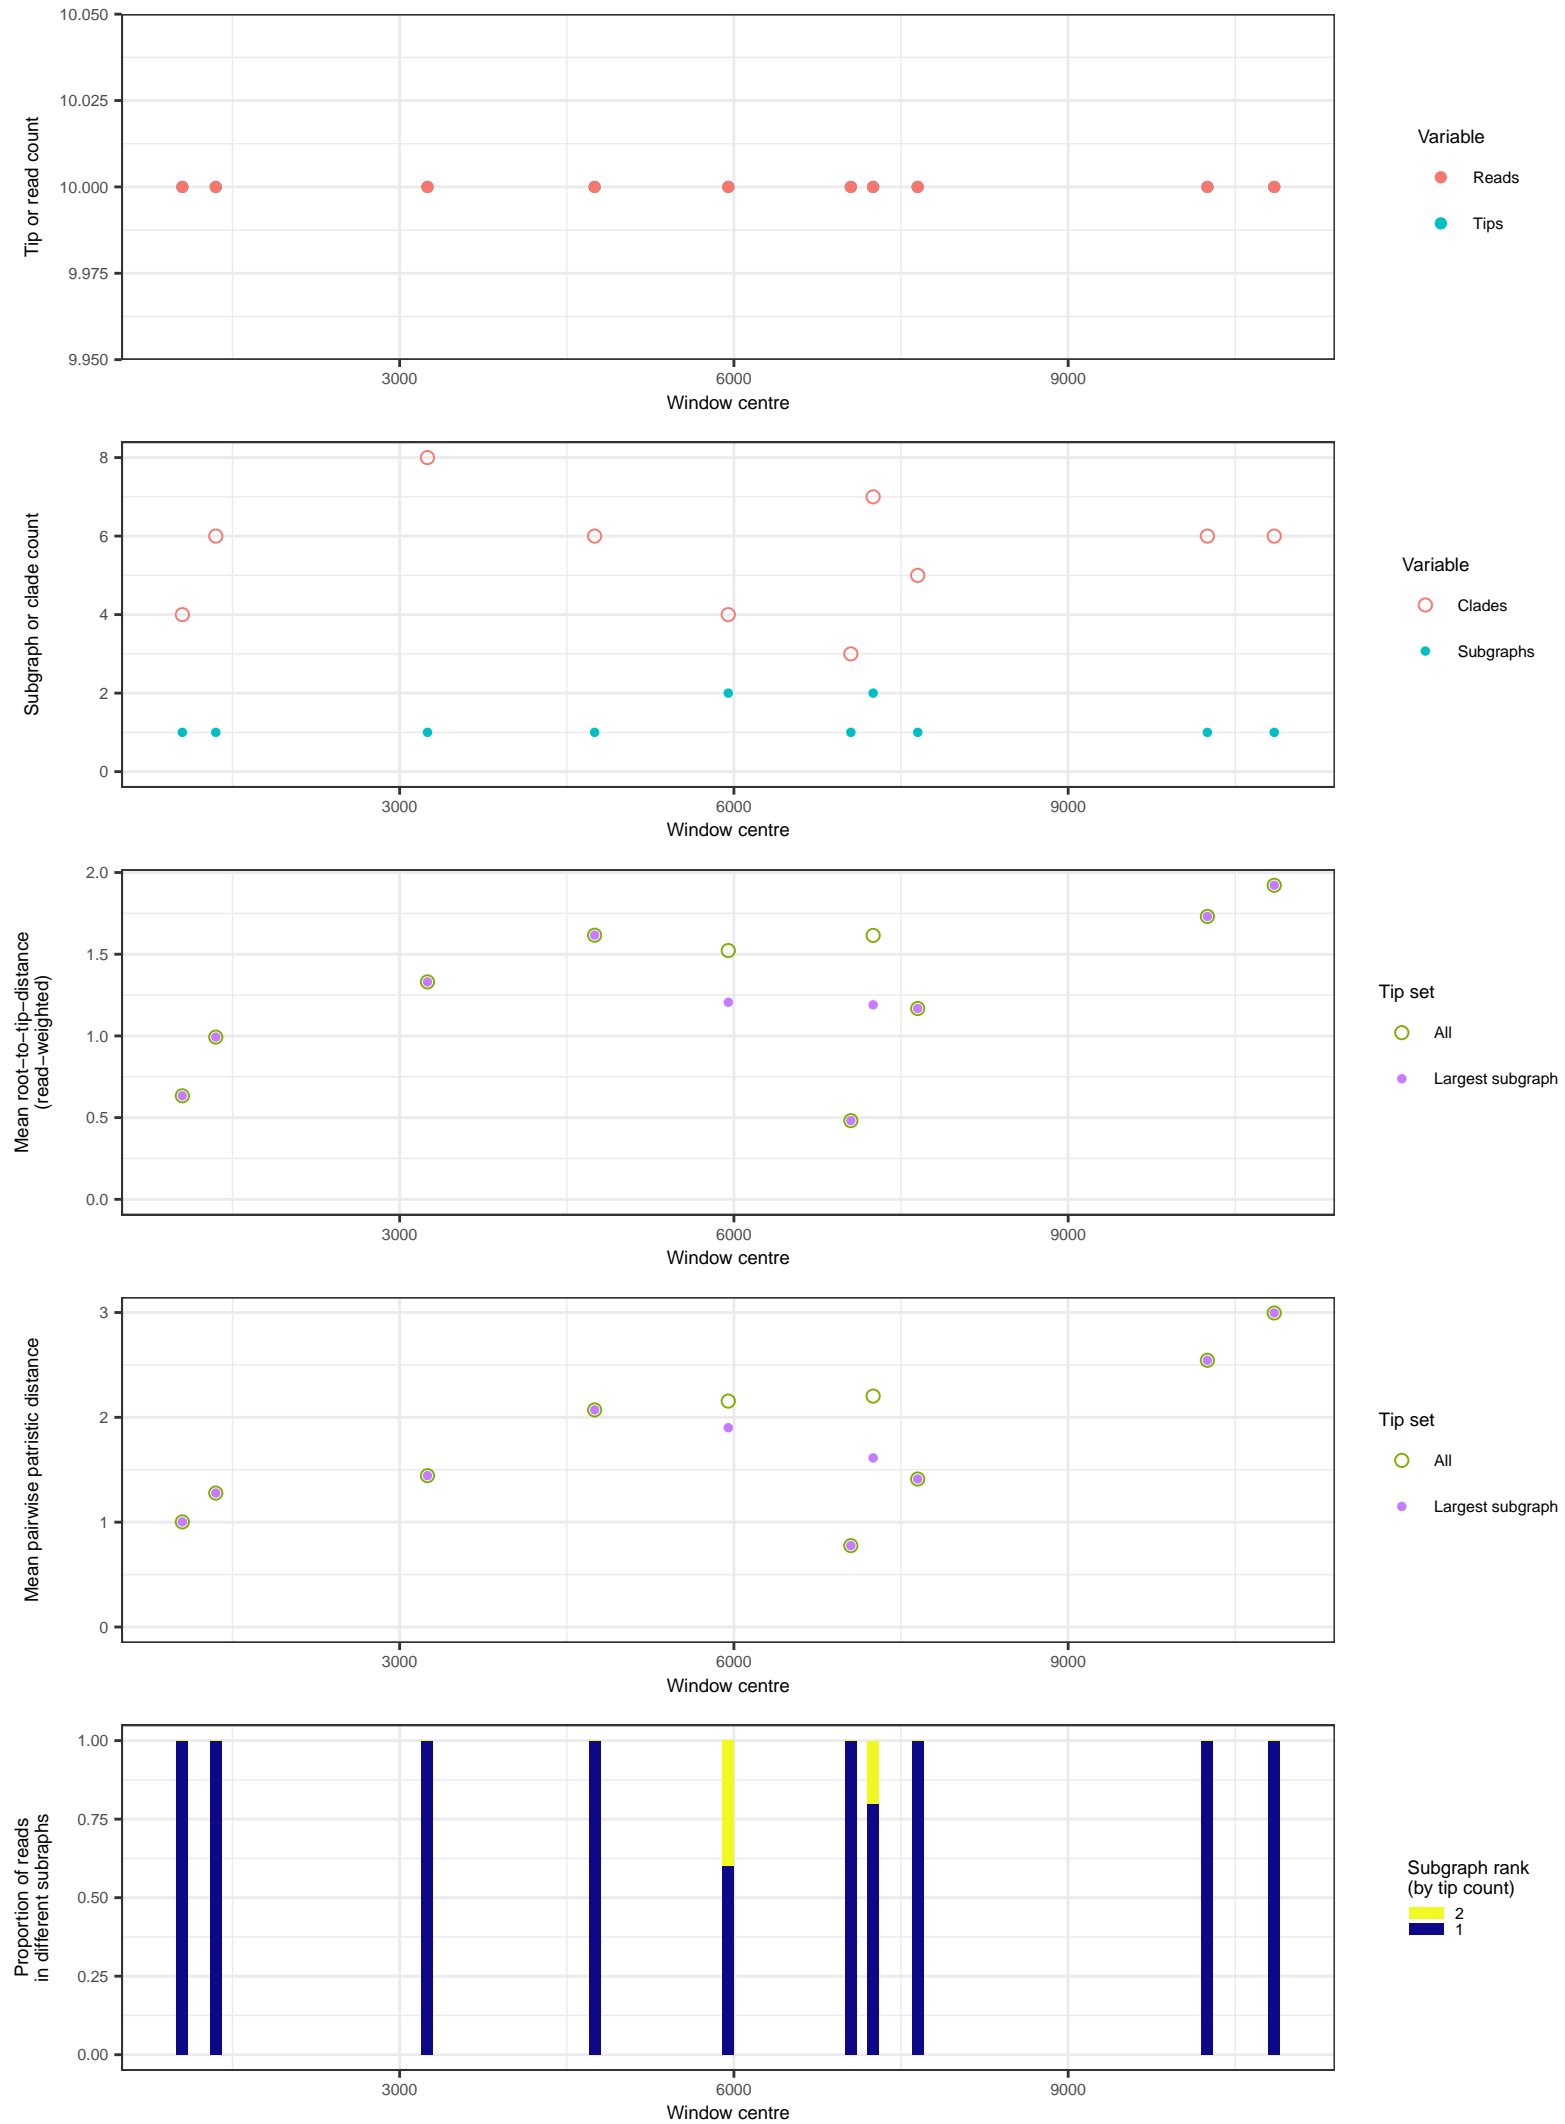 10.050
10.025
10.000
9.975
9.950
Tip or read count
3000
6000
9000
Window centre
Variable
Reads
Tips
8
6
4
2
0
Subgraph or clade count
3000
6000
9000
Window centre
Variable
Clades
Subgraphs
2.0
1.5
1.0
0.5
0.0
Mean root−to−tip−distance
(read−weighted)
3000
6000
9000
Window centre
Tip set
All
Largest subgraph
3
2
1
0
Mean pairwise patristic distance
3000
6000
9000
Window centre
Tip set
All
Largest subgraph
1.00
0.75
0.50
0.25
0.00
Proportion of reads
in different subraphs
3000
6000
9000
Window centre
Subgraph rank
(by tip count)
2
1